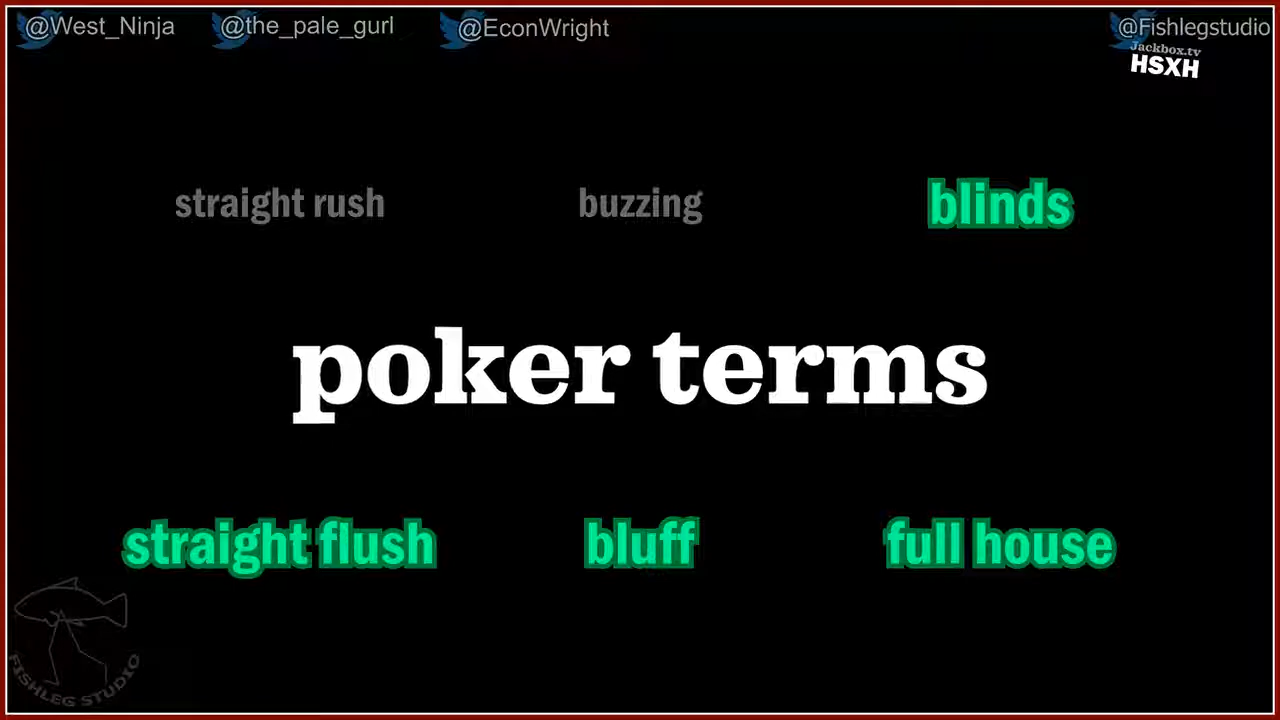 @West_Ninja @the_pale_gurl @EconWright @Fishlegstudio
Jackbox.tv
HSXH
straight rush buzzing blinds
poker terms
straight flush bluff full house
FISHLEG STUDIO